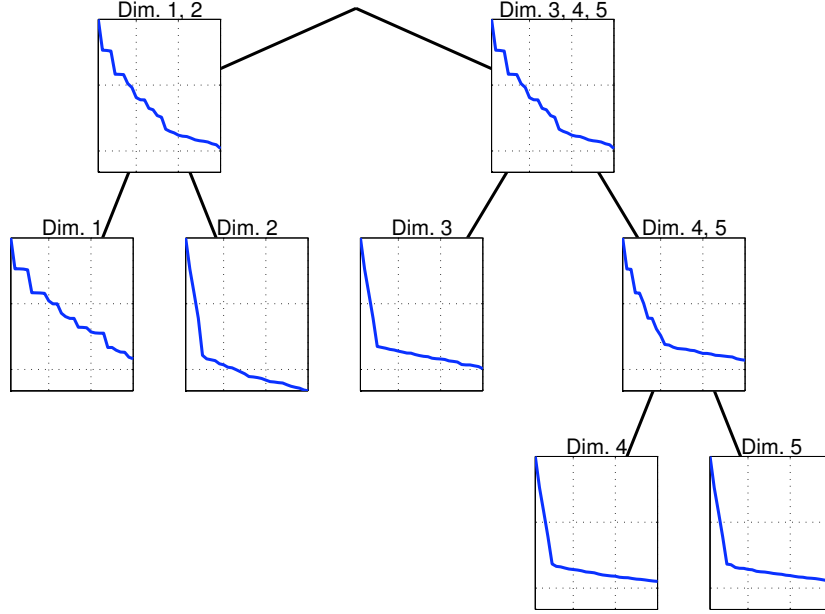 Dim. 1, 2
Dim. 3, 4, 5
Dim. 1
Dim. 2
Dim. 3
Dim. 4, 5
Dim. 4
Dim. 5